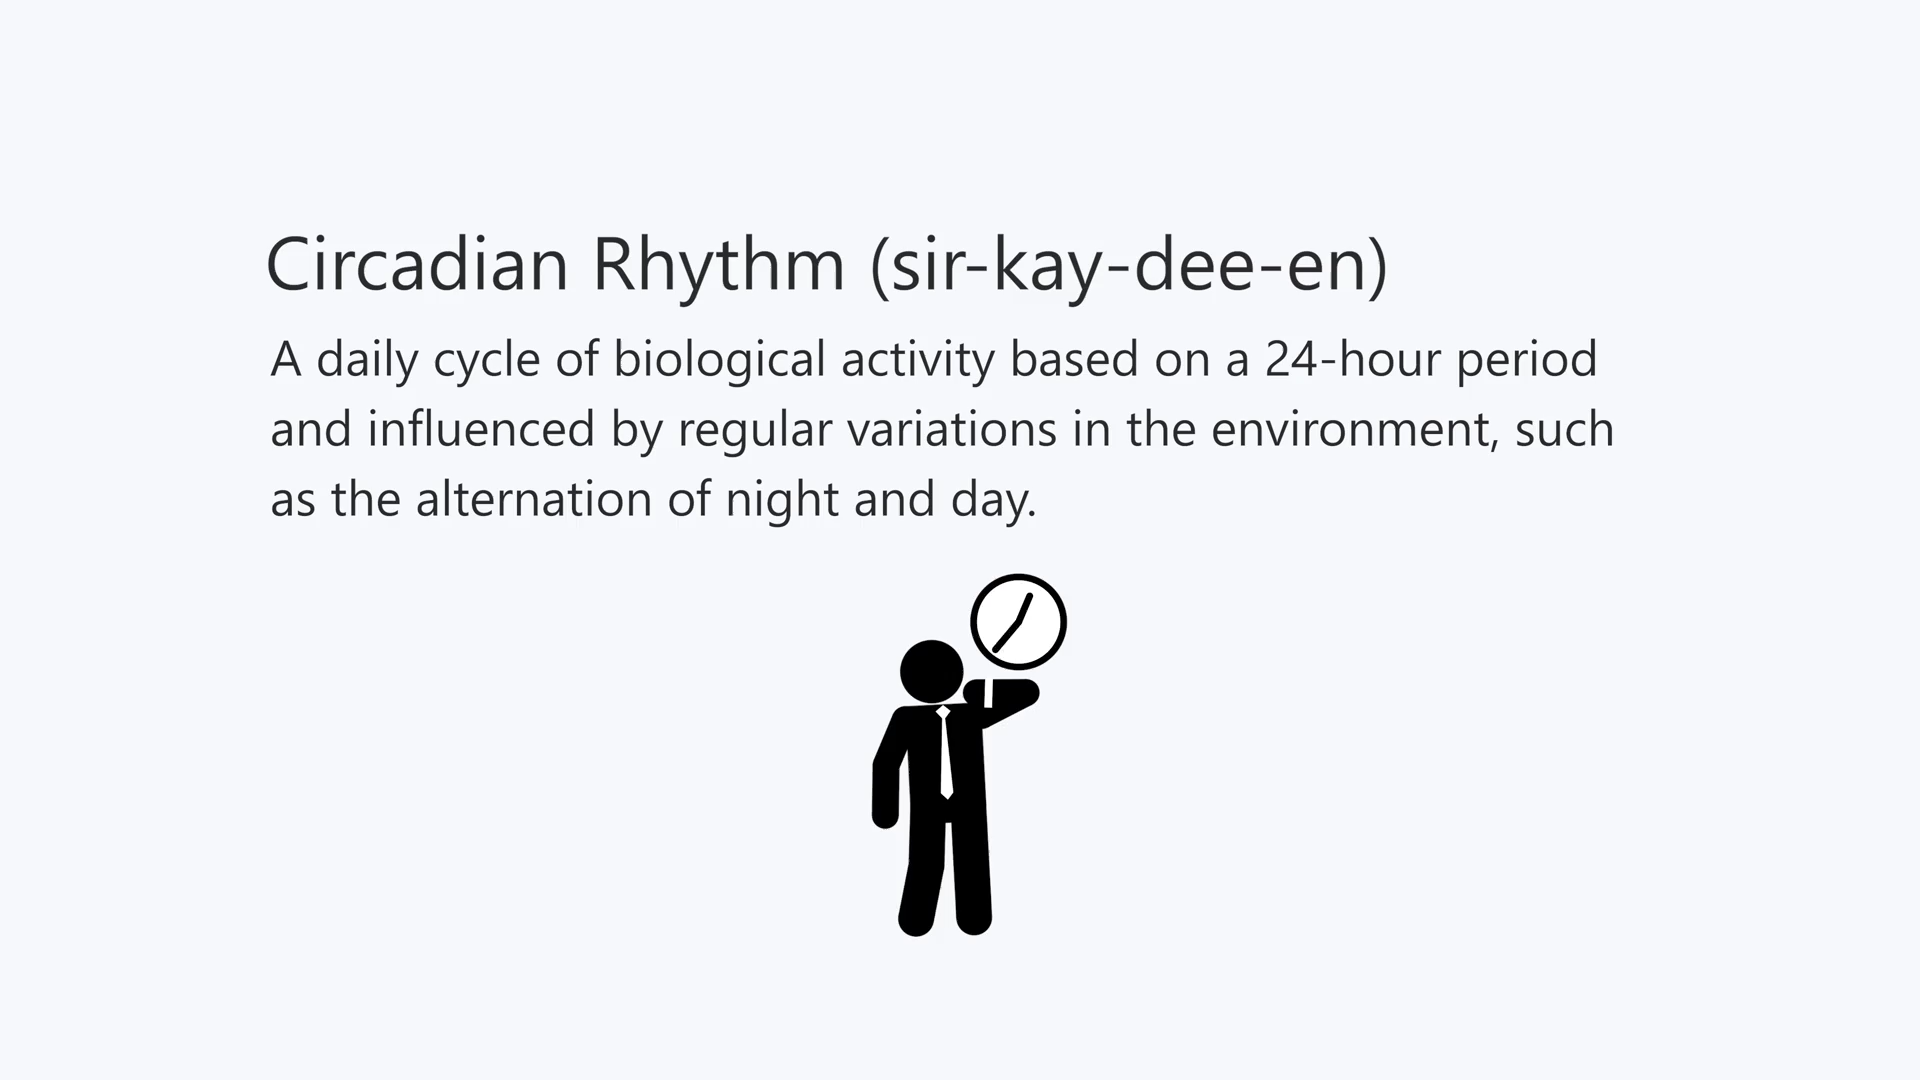 Circadian Rhythm (sir-kay-dee-en)
A daily cycle of biological activity based on a 24-hour period
and influenced by regular variations in the environment, such
as the alternation of night and day.